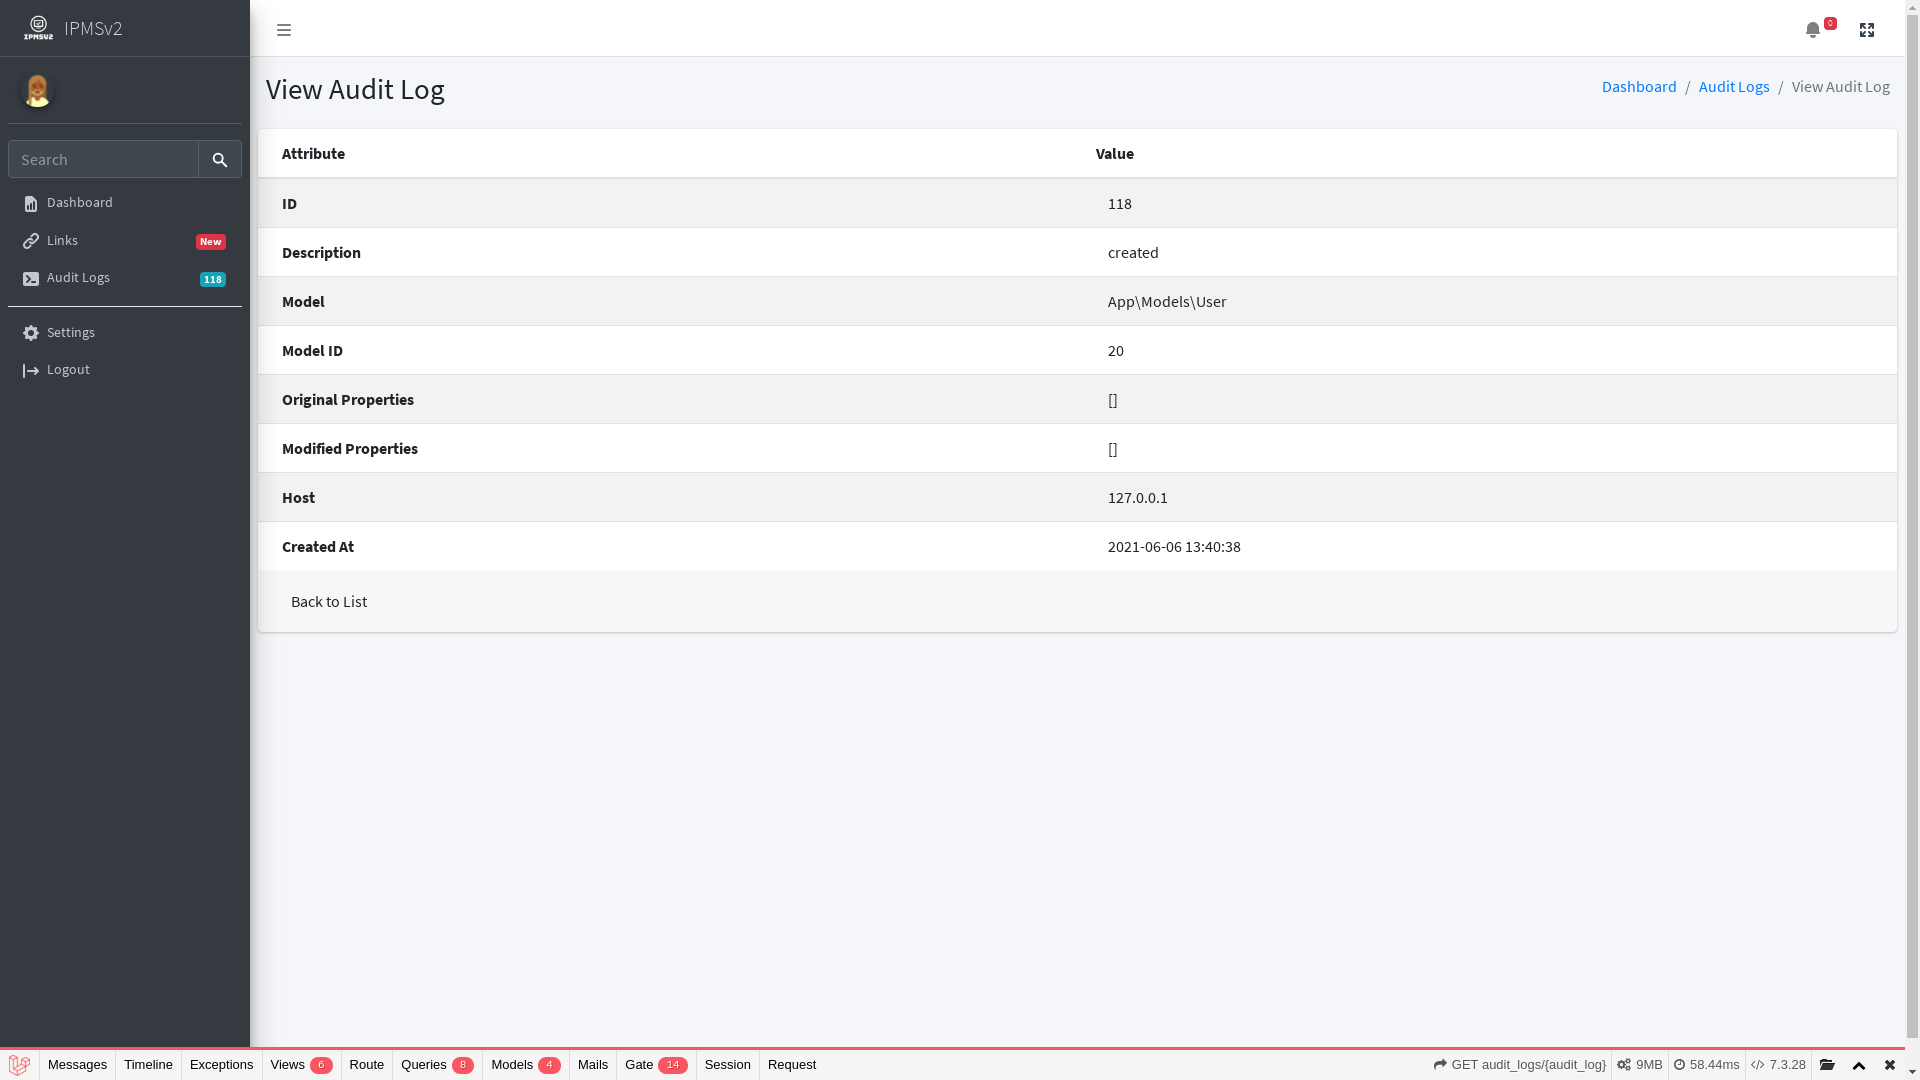 IPMSV2 IPMSv2
0
View Audit Log
Dashboard / Audit Logs / View Audit Log
Search
Dashboard
Links New
Audit Logs 118
Settings
Logout
Attribute Value
ID 118
Description created
Model App\Models\User
Model ID 20
Original Properties []
Modified Properties []
Host 127.0.0.1
Created At 2021-06-06 13:40:38
Back to List
Messages Timeline Exceptions Views 6 Route Queries 8 Models 4 Mails Gate 14 Session Request GET audit_logs/{audit_log} 9MB 58.44ms 7.3.28